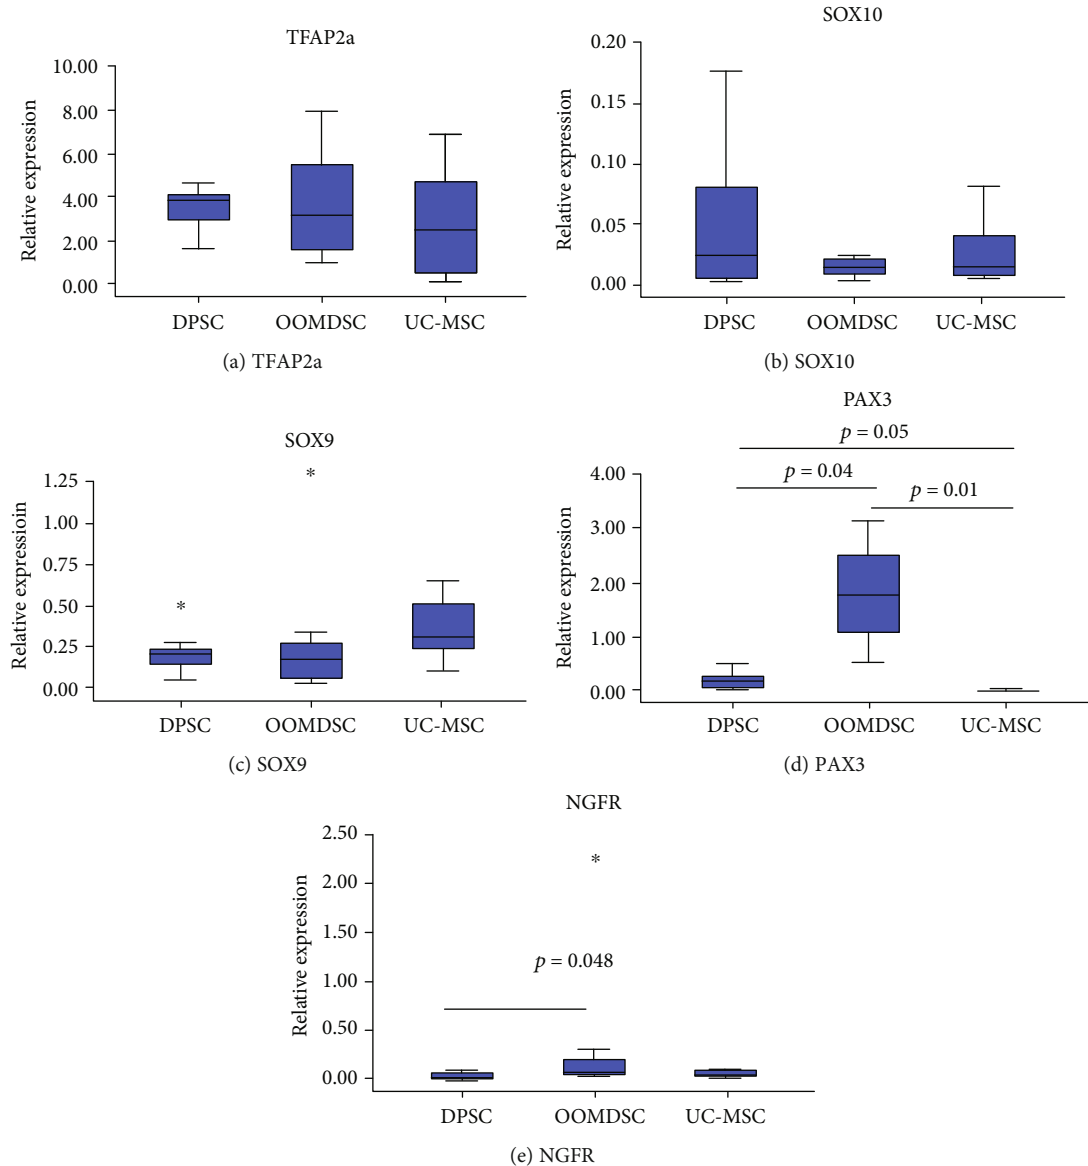 TFAP2a
Relative expression
10.00
8.00
6.00
4.00
2.00
0.00
DPSC OOMDSC UC-MSC
(a) TFAP2a
SOX10
Relative expression
0.20
0.15
0.10
0.05
0.00
DPSC OOMDSC UC-MSC
(b) SOX10
SOX9
Relative expressioin
1.25
1.00
0.75
0.50
0.25
0.00
*
*
DPSC OOMDSC UC-MSC
(c) SOX9
PAX3
p = 0.05
p = 0.04
p = 0.01
Relative expression
4.00
3.00
2.00
1.00
0.00
DPSC OOMDSC UC-MSC
(d) PAX3
NGFR
Relative expression
2.50
2.00
1.50
1.00
0.50
0.00
*
p = 0.048
DPSC OOMDSC UC-MSC
(e) NGFR